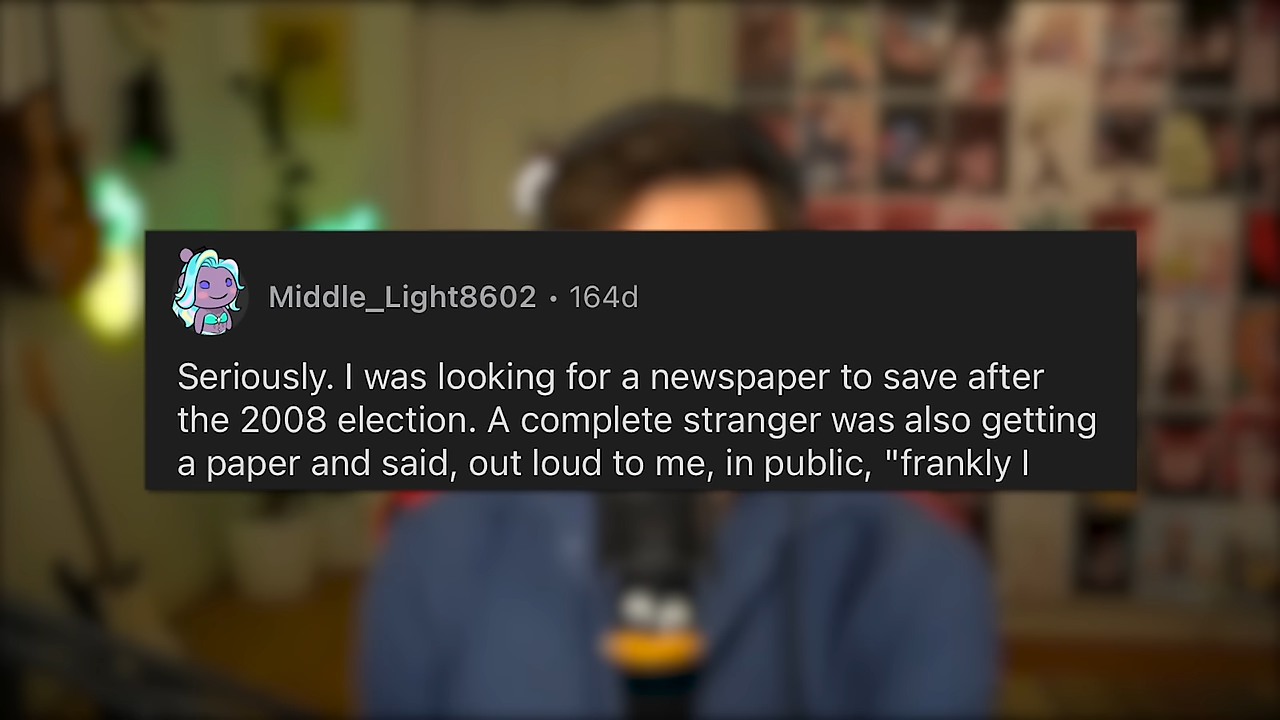 Middle_Light8602 • 164d
Seriously. I was looking for a newspaper to save after
the 2008 election. A complete stranger was also getting
a paper and said, out loud to me, in public, "frankly I